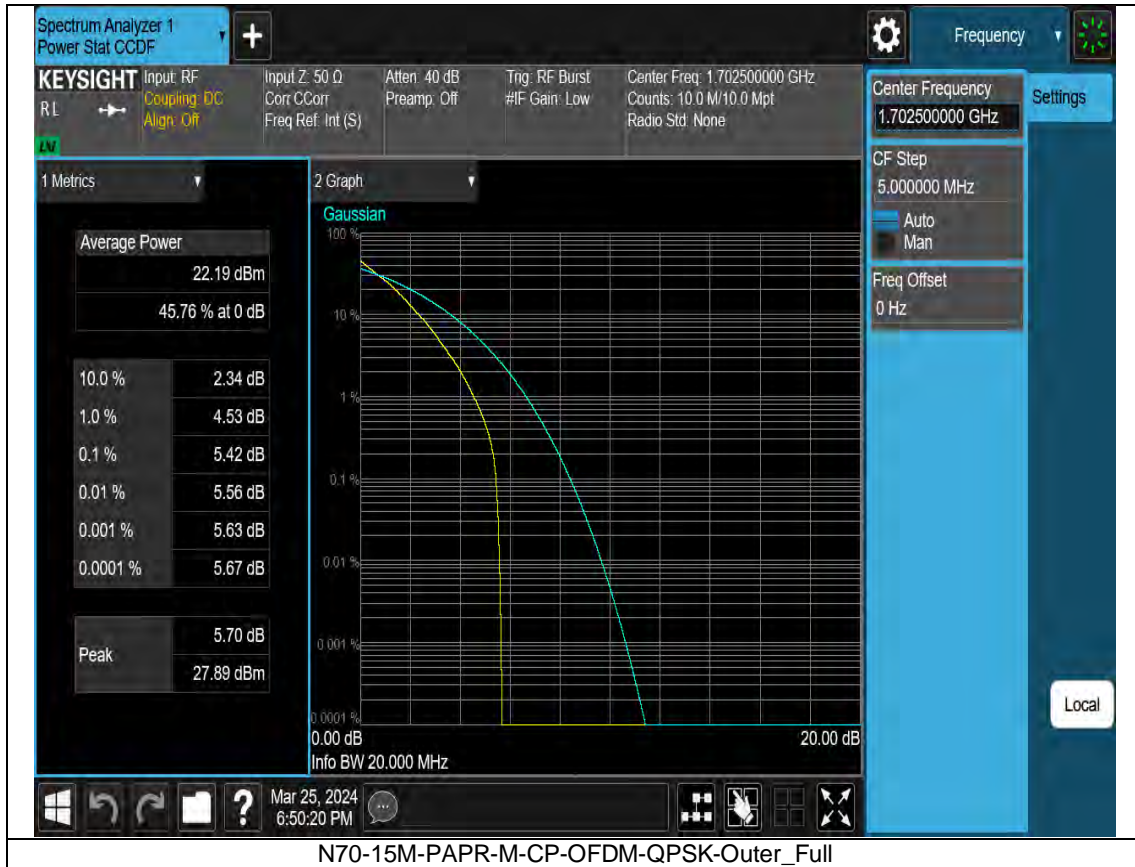 Spectrum Analyzer 1
Power Stat CCDF
Frequency
KEYSIGHT
R L
LNI
Input: RF
Coupling: DC
Align: Off
Input Z: 50 Ω
Corr CCorr
Freq Ref: Int (S)
Atten: 40 dB
Preamp: Off
Trig: RF Burst
#IF Gain: Low
Center Freq: 1.702500000 GHz
Counts: 10.0 M/10.0 Mpt
Radio Std: None
Center Frequency
1.702500000 GHz
Settings
CF Step
5.000000 MHz
Auto
Man
Freq Offset
0 Hz
Local
1 Metrics
Average Power
22.19 dBm
45.76 % at 0 dB
10.0 % 2.34 dB
1.0 % 4.53 dB
0.1 % 5.42 dB
0.01 % 5.56 dB
0.001 % 5.63 dB
0.0001 % 5.67 dB
Peak 5.70 dB
27.89 dBm
2 Graph
Gaussian
100 %
10 %
1 %
0.1 %
0.01 %
0.001 %
0.0001 %
0.00 dB 20.00 dB
Info BW 20.000 MHz
?
Mar 25, 2024
6:50:20 PM
N70-15M-PAPR-M-CP-OFDM-QPSK-Outer_Full